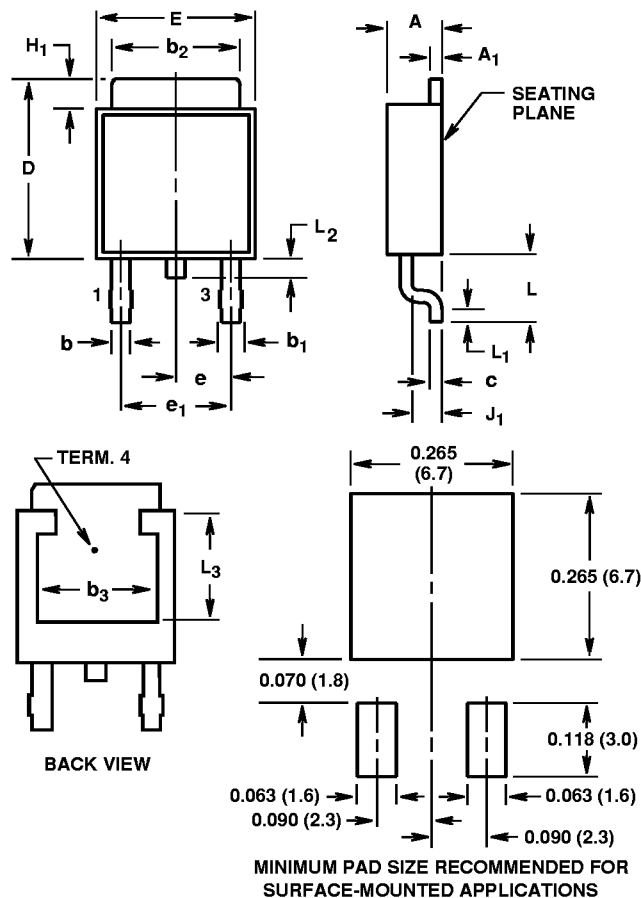 E
A
H1
b2
A1
SEATING
PLANE
D
L2
1
3
L
b
b1
L1
e
c
e1
J1
TERM. 4
0.265
(6.7)
L3
b3
0.265 (6.7)
0.070 (1.8)
0.118 (3.0)
BACK VIEW
0.063 (1.6)
0.063 (1.6)
0.090 (2.3)
0.090 (2.3)
MINIMUM PAD SIZE RECOMMENDED FOR
SURFACE-MOUNTED APPLICATIONS